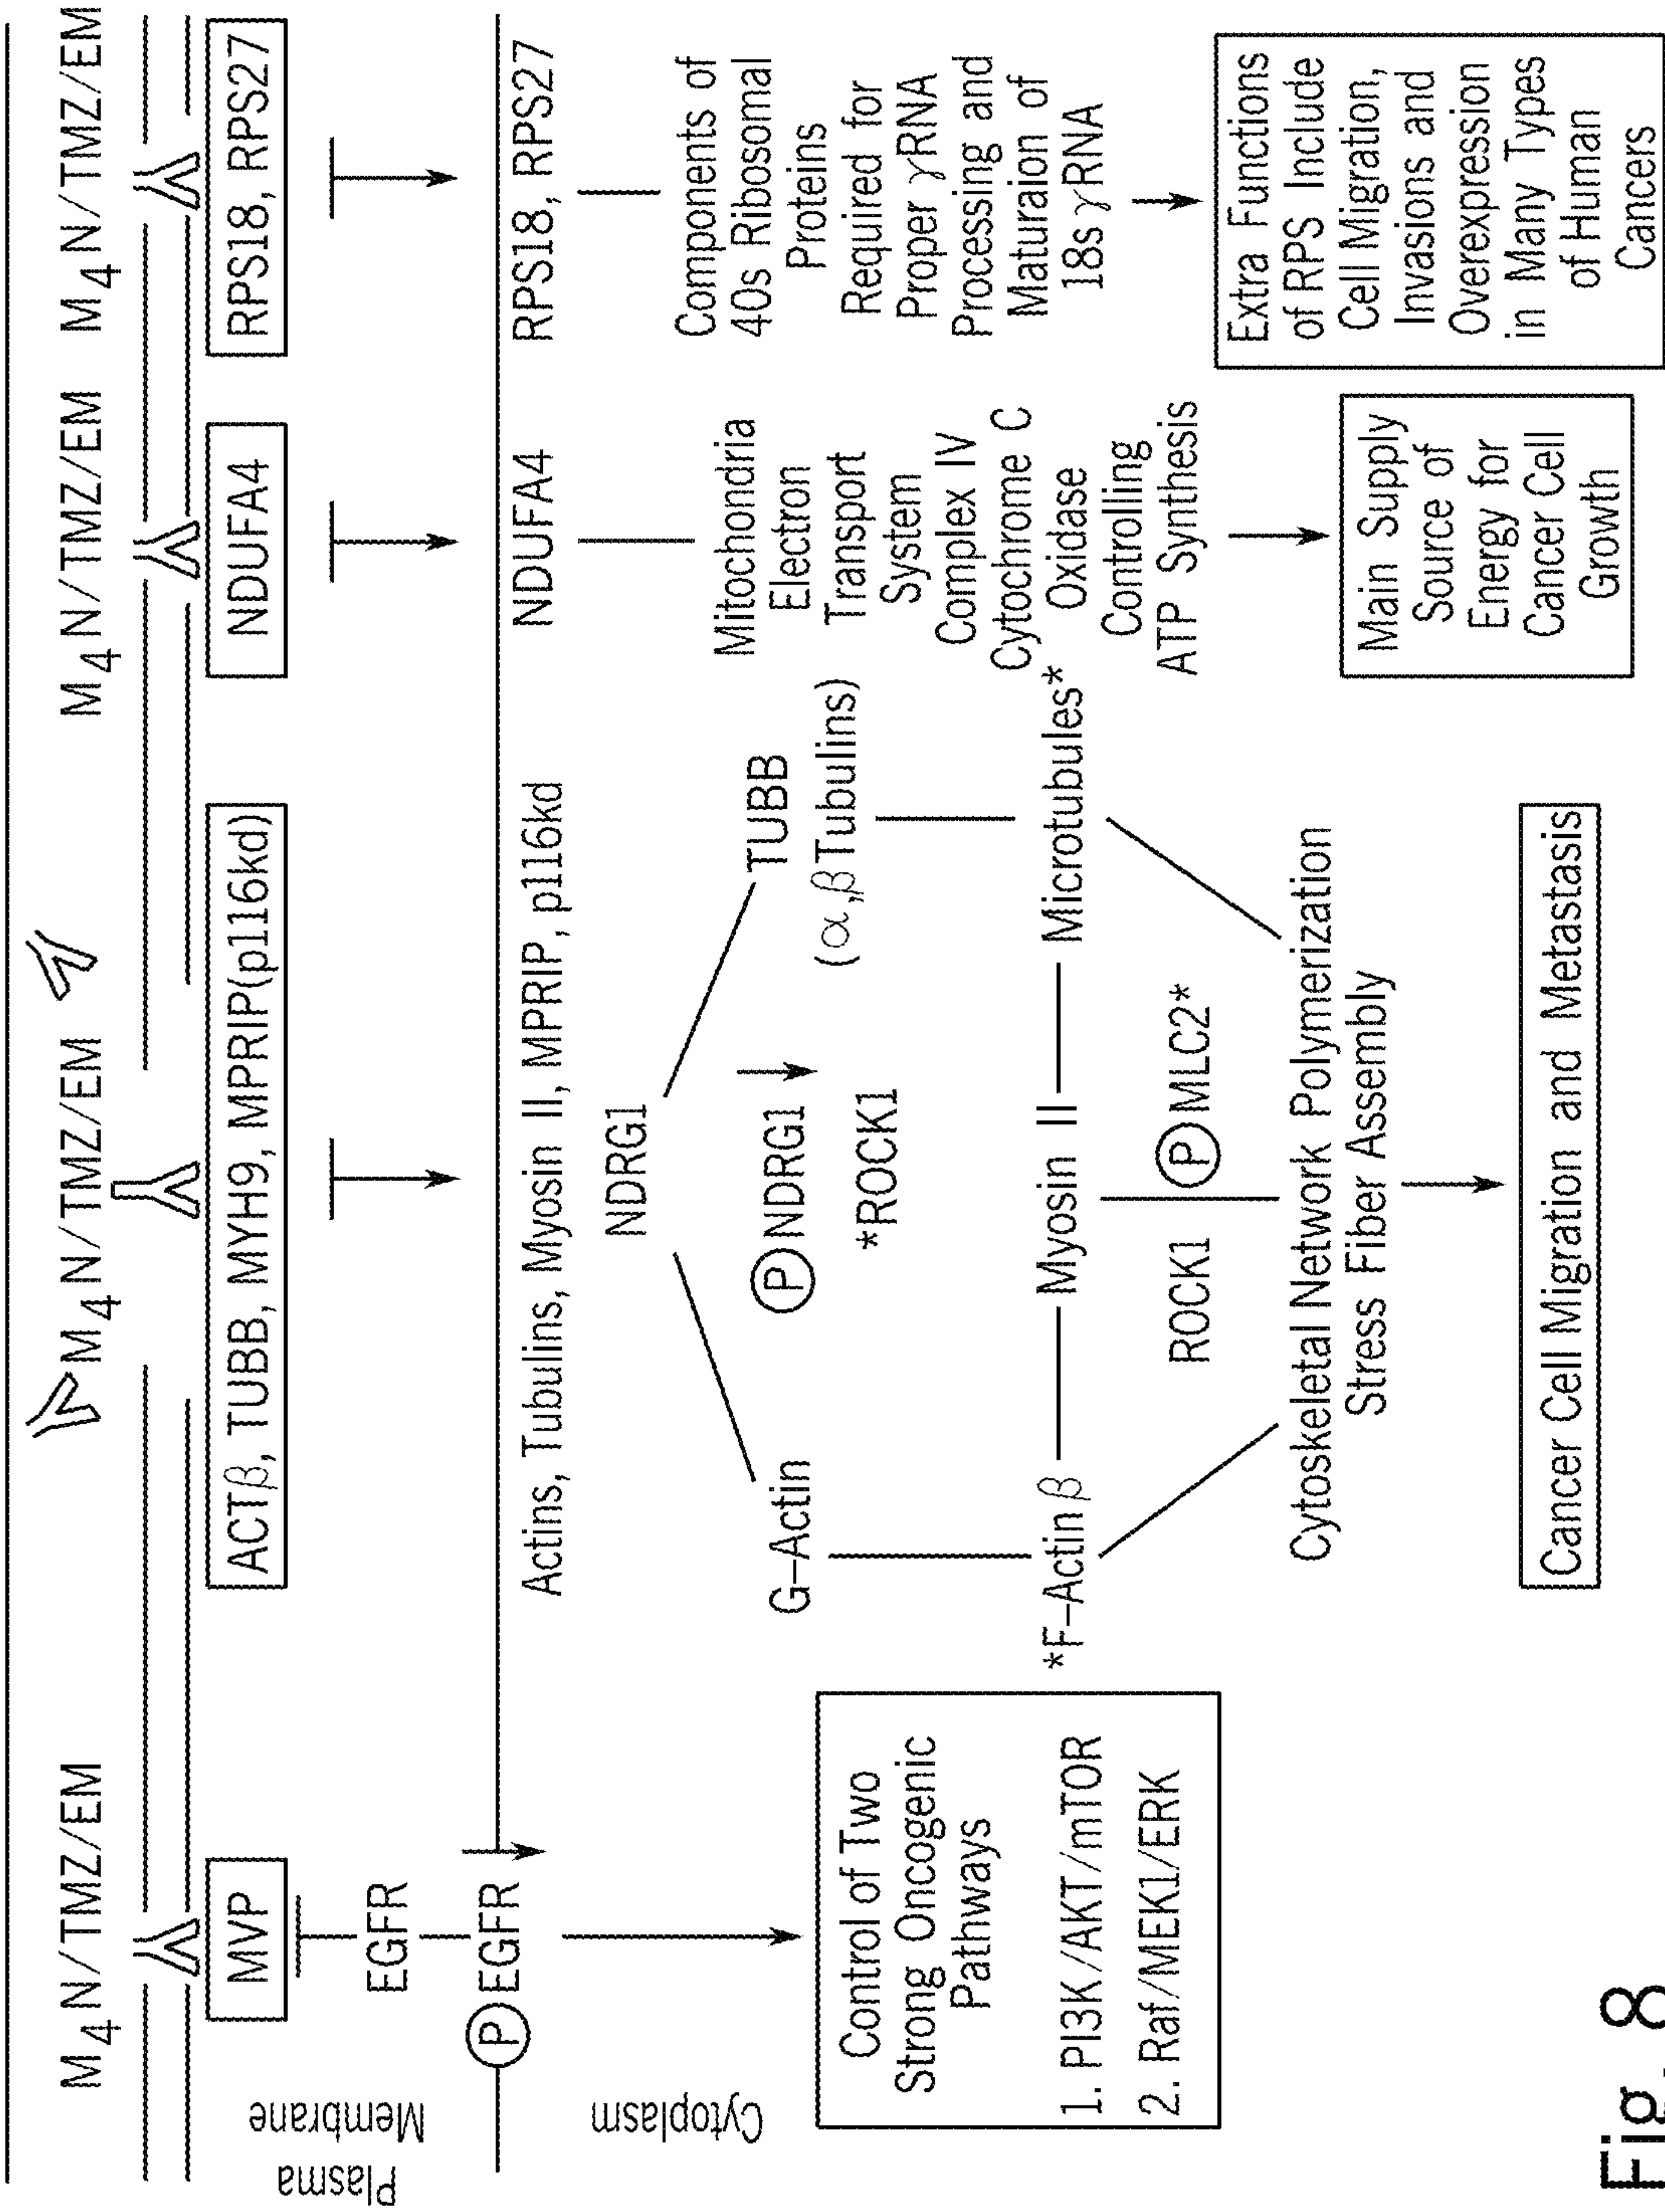 M4N/TMZ/EM
M4N/TMZ/EM
M4N/TMZ/EM
M4N/TMZ/EM
MVP
ACTβ, TUBB, MYH9, MPRIP(p116kd)
NDUFA4
RPS18, RPS27
Plasma
Membrane
EGFR
P EGFR
Cytoplasm
Control of Two
Strong Oncogenic
Pathways
1. PI3K/AKT/mTOR
2. Raf/MEK1/ERK
Actins, Tubulins, Myosin II, MPRIP, p116kd
NDRG1
G–Actin
P NDRG1
*ROCK1
TUBB
(α,β Tubulins)
*F–Actin β
Myosin II
Microtubules*
ROCK1
P MLC2*
Cytoskeletal Network Polymerization
Stress Fiber Assembly
Cancer Cell Migration and Metastasis
NDUFA4
Mitochondria
Electron
Transport
System
Complex IV
Cytochrome C
Oxidase
Controlling
ATP Synthesis
Main Supply
Source of
Energy for
Cancer Cell
Growth
RPS18, RPS27
Components of
40s Ribosomal
Proteins
Required for
Proper γRNA
Processing and
Maturaion of
18s γRNA
Extra Functions
of RPS Include
Cell Migration,
Invasions and
Overexpression
in Many Types
of Human
Cancers
Fig. 8